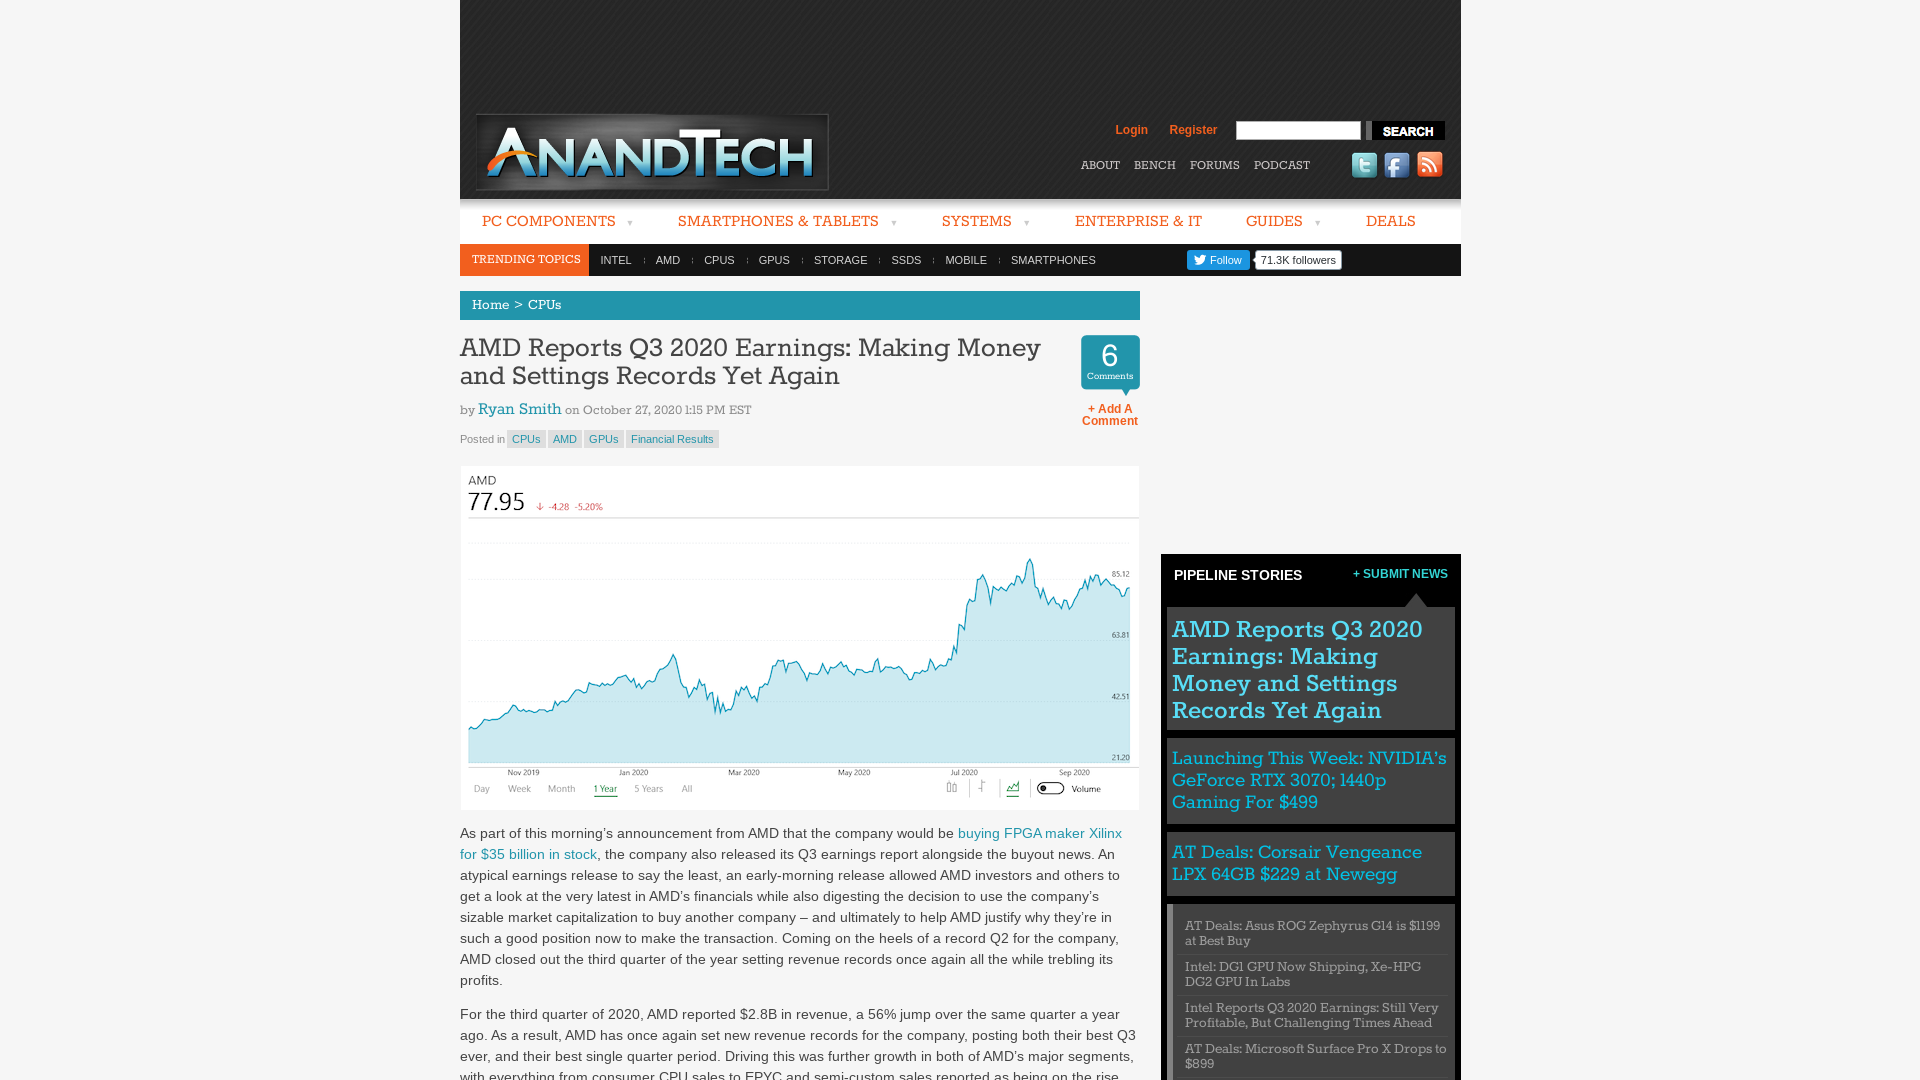 ANANDTECH
Login Register SEARCH
ABOUT BENCH FORUMS PODCAST
PC COMPONENTS SMARTPHONES & TABLETS SYSTEMS ENTERPRISE & IT GUIDES DEALS
TRENDING TOPICS INTEL AMD CPUS GPUS STORAGE SSDS MOBILE SMARTPHONES Follow 71.3K followers
Home > CPUs
AMD Reports Q3 2020 Earnings: Making Money
and Settings Records Yet Again
by Ryan Smith on October 27, 2020 1:15 PM EST
Posted in CPUs AMD GPUs Financial Results
6
Comments
+ Add A
Comment
AMD
77.95 ↓ -4.28 -5.20%
85.12
63.81
42.51
21.20
Nov 2019 Jan 2020 Mar 2020 May 2020 Jul 2020 Sep 2020
Day Week Month 1 Year 5 Years All Volume
As part of this morning’s announcement from AMD that the company would be buying FPGA maker Xilinx
for $35 billion in stock, the company also released its Q3 earnings report alongside the buyout news. An
atypical earnings release to say the least, an early-morning release allowed AMD investors and others to
get a look at the very latest in AMD’s financials while also digesting the decision to use the company’s
sizable market capitalization to buy another company – and ultimately to help AMD justify why they’re in
such a good position now to make the transaction. Coming on the heels of a record Q2 for the company,
AMD closed out the third quarter of the year setting revenue records once again all the while trebling its
profits.
For the third quarter of 2020, AMD reported $2.8B in revenue, a 56% jump over the same quarter a year
ago. As a result, AMD has once again set new revenue records for the company, posting both their best Q3
ever, and their best single quarter period. Driving this was further growth in both of AMD’s major segments,
with everything from consumer CPU sales to EPYC and semi-custom sales reported as being on the rise.
PIPELINE STORIES + SUBMIT NEWS
AMD Reports Q3 2020
Earnings: Making
Money and Settings
Records Yet Again
Launching This Week: NVIDIA’s
GeForce RTX 3070; 1440p
Gaming For $499
AT Deals: Corsair Vengeance
LPX 64GB $229 at Newegg
AT Deals: Asus ROG Zephyrus G14 is $1199
at Best Buy
Intel: DG1 GPU Now Shipping, Xe-HPG
DG2 GPU In Labs
Intel Reports Q3 2020 Earnings: Still Very
Profitable, But Challenging Times Ahead
AT Deals: Microsoft Surface Pro X Drops to
$899